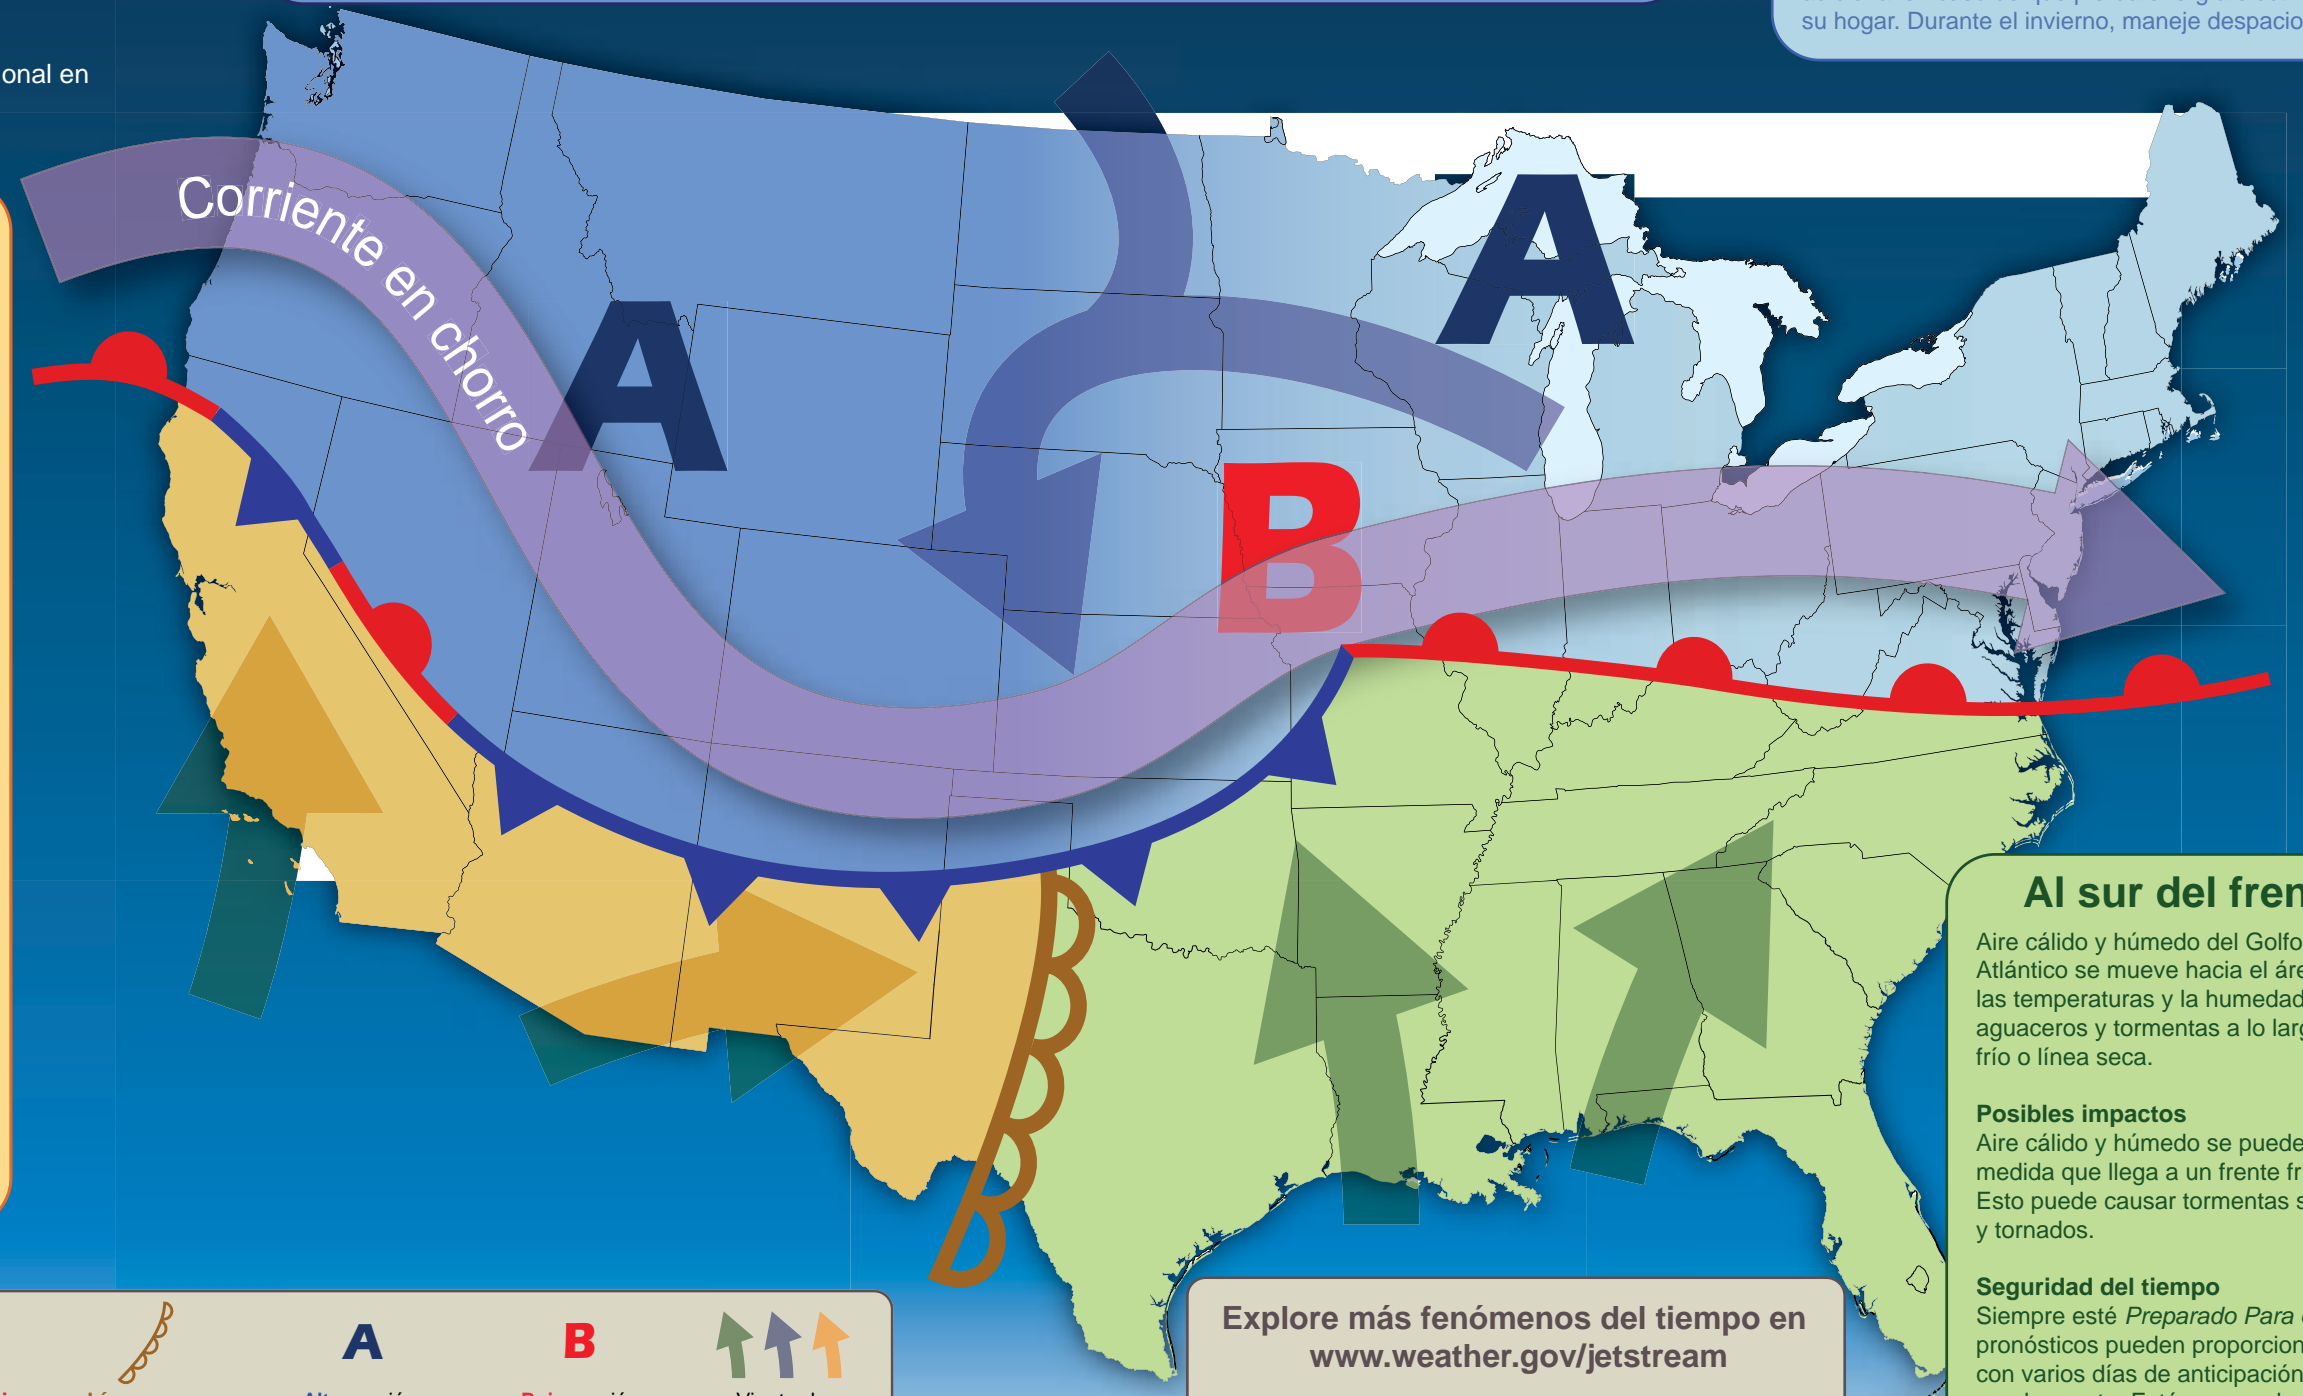 su hogar. Durante el invierno, maneje despacio
onal en
Corriente en chorro
A
A
B
Al sur del fren
Aire cálido y húmedo del Golfo
Atlántico se mueve hacia el áre
las temperaturas y la humedad
aguaceros y tormentas a lo larg
frío o línea seca.
Posibles impactos
Aire cálido y húmedo se puede
medida que llega a un frente fr
Esto puede causar tormentas s
y tornados.
Seguridad del tiempo
Siempre esté Preparado Para
pronósticos pueden proporcion
con varios días de anticipación
Explore más fenómenos del tiempo en
www.weather.gov/jetstream
A
B